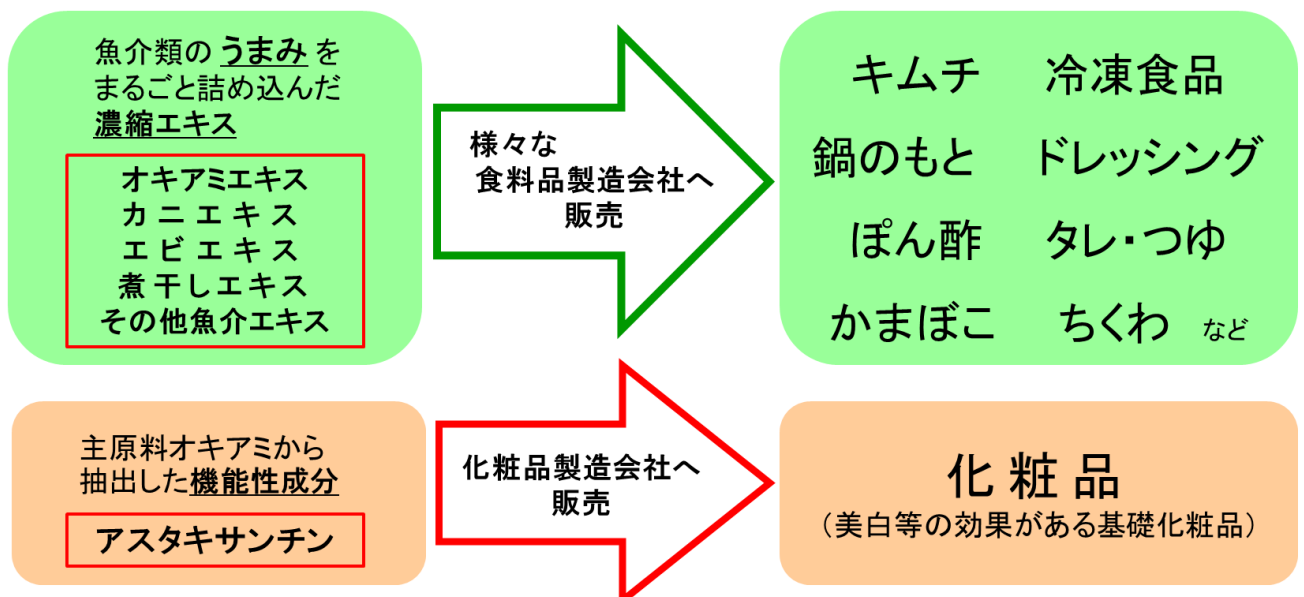 魚介類の うまみ を
まるごと詰め込んだ
濃縮エキス
オキアミエキス
カニエキス
エビエキス
煮干しエキス
その他魚介エキス
様々な
食料品製造会社へ
販売
キムチ 冷凍食品
鍋のもと ドレッシング
ぽん酢 タレ・つゆ
かまぼこ ちくわ など
主原料オキアミから
抽出した機能性成分
アスタキサンチン
化粧品製造会社へ
販売
化粧品
（美白等の効果がある基礎化粧品）